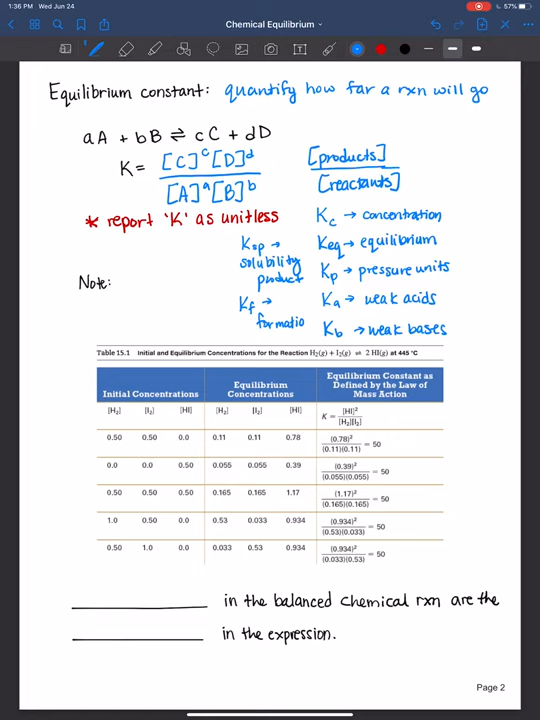 1:36 PM Wed Jun 24
57%
Chemical Equilibrium
Equilibrium constant: quantify how far a rxn will go
aA + bB ⇌ cC + dD
K = [C]ᶜ[D]ᵈ / [A]ᵃ[B]ᵇ
[products] / [reactants]
* report 'K' as unitless
Kc → concentration
Keq → equilibrium
Kp → pressure units
Ka → weak acids
Kb → weak bases
Ksp →
solubility
product
Kf →
formatio
Note:
Table 15.1 Initial and Equilibrium Concentrations for the Reaction H₂(g) + I₂(g) ⇌ 2 HI(g) at 445 °C
Initial Concentrations
Equilibrium
Concentrations
Equilibrium Constant as
Defined by the Law of
Mass Action
[H₂] [I₂] [HI] [H₂] [I₂] [HI] K = [HI]² / [H₂][I₂]
0.50 0.50 0.0 0.11 0.11 0.78 (0.78)² / (0.11)(0.11) = 50
0.0 0.0 0.50 0.055 0.055 0.39 (0.39)² / (0.055)(0.055) = 50
0.50 0.50 0.50 0.165 0.165 1.17 (1.17)² / (0.165)(0.165) = 50
1.0 0.50 0.0 0.53 0.033 0.934 (0.934)² / (0.53)(0.033) = 50
0.50 1.0 0.0 0.033 0.53 0.934 (0.934)² / (0.033)(0.53) = 50
in the balanced chemical rxn are the
in the expression.
Page 2